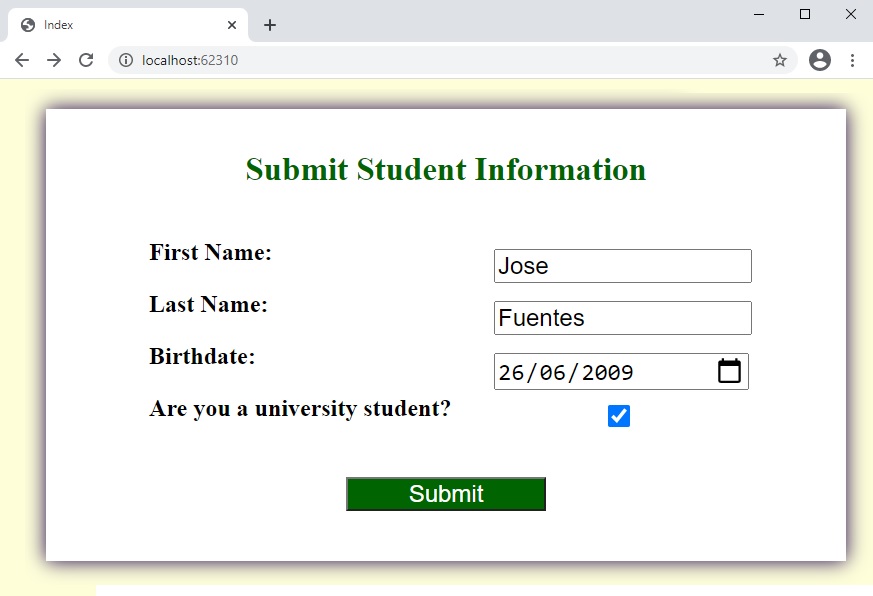 Index
localhost:62310
Submit Student Information
First Name:
Jose
Last Name:
Fuentes
Birthdate:
26/06/2009
Are you a university student?
Submit